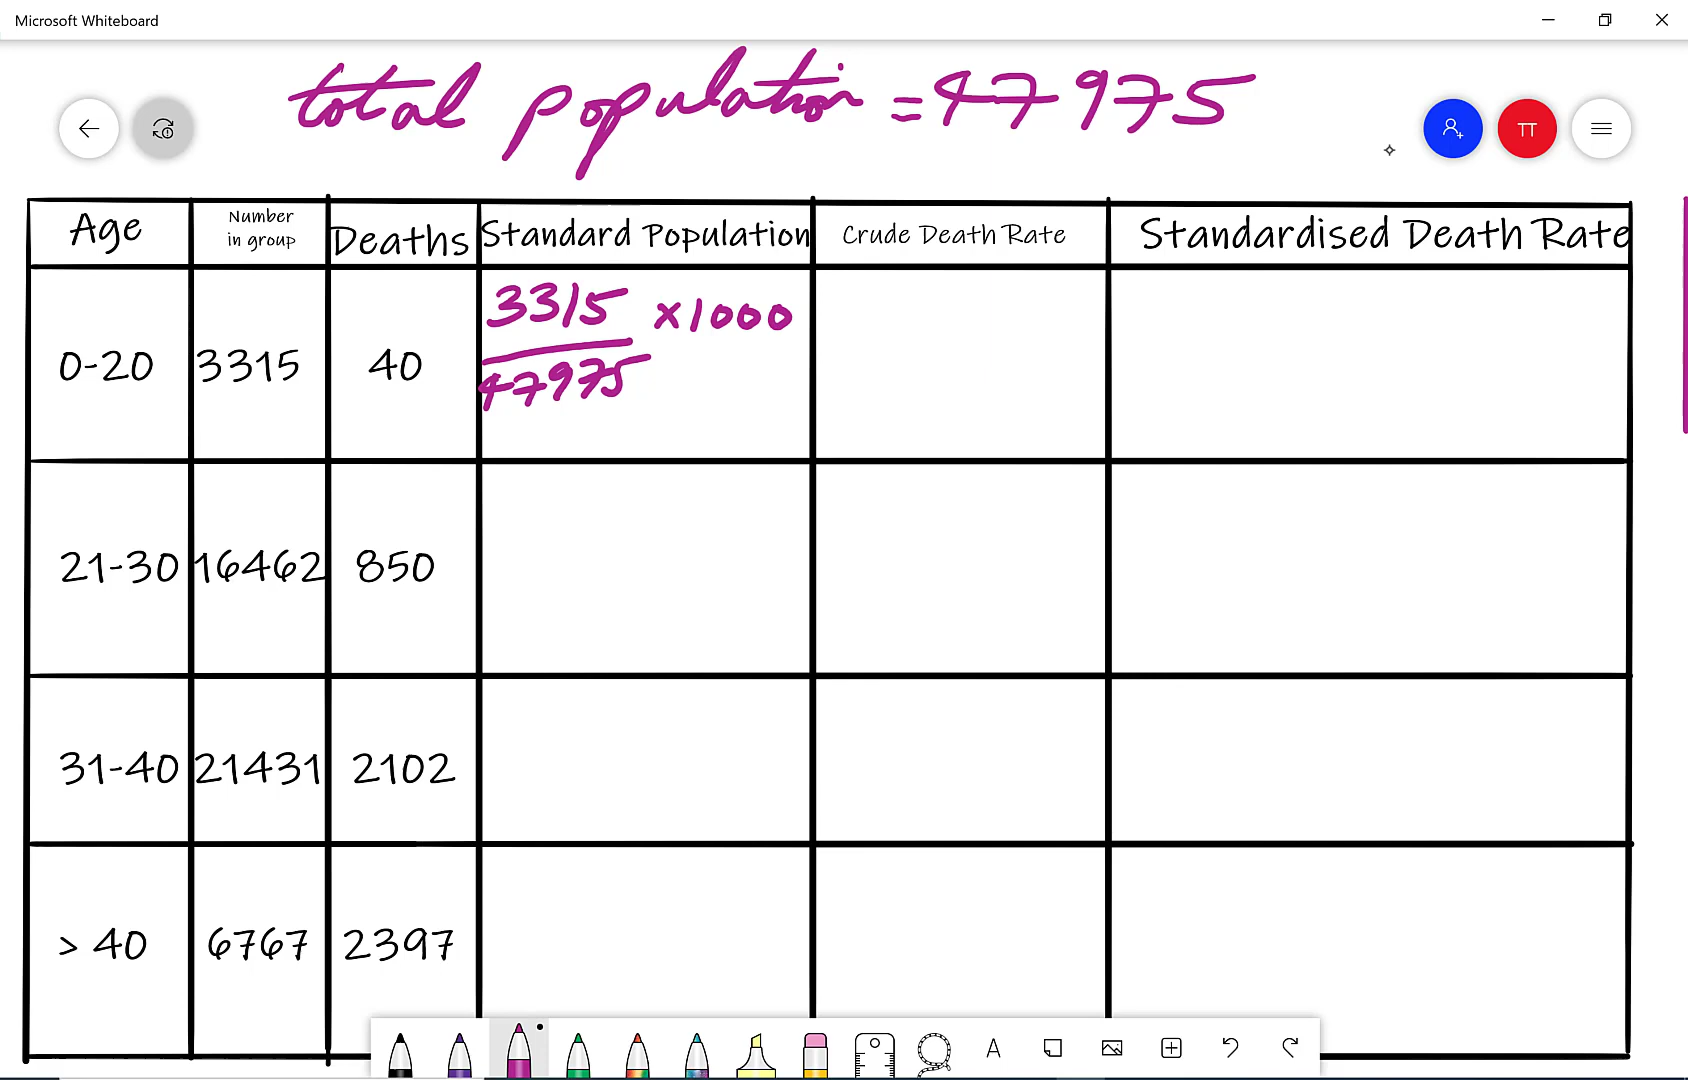 Microsoft Whiteboard
total population = 47975
TT
Age
Number in group
Deaths
Standard Population
Crude Death Rate
Standardised Death Rate
0-20
3315
40
3315 x1000
47975
21-30
16462
850
31-40
21431
2102
> 40
6767
2397
A